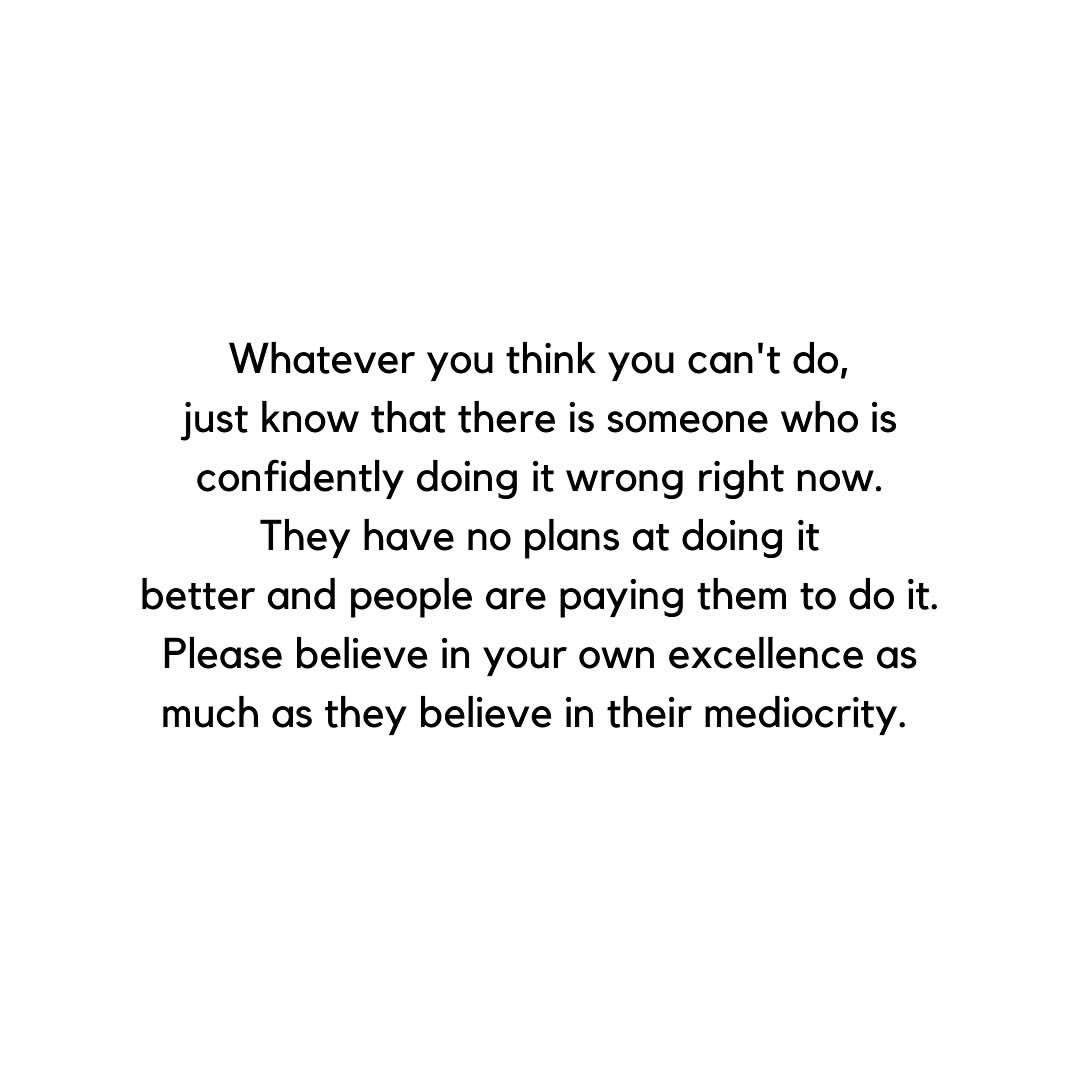 Whatever you think you can't do,
just know that there is someone who is
confidently doing it wrong right now.
They have no plans at doing it
better and people are paying them to do it.
Please believe in your own excellence as
much as they believe in their mediocrity.